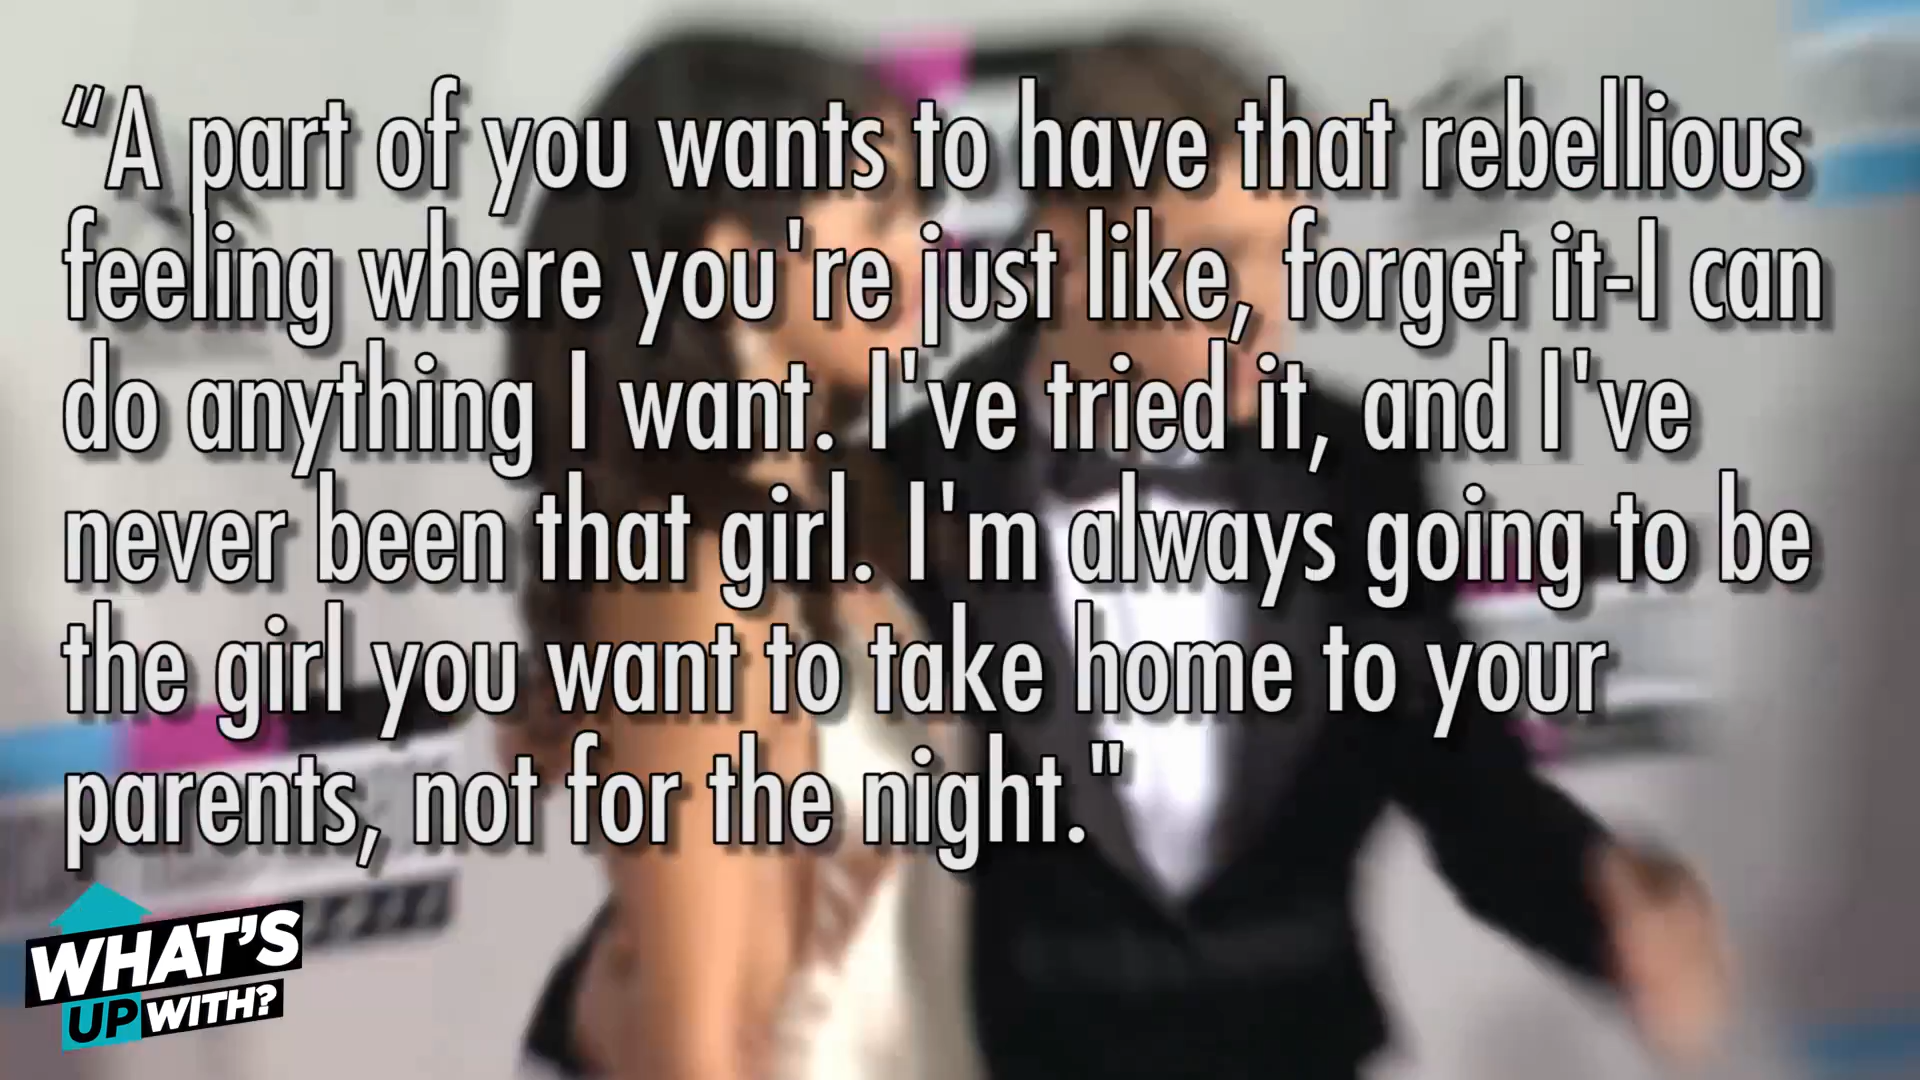 “A part of you wants to have that rebellious
feeling where you're just like, forget it-I can
do anything I want. I've tried it, and I've
never been that girl. I'm always going to be
the girl you want to take home to your
parents, not for the night."
WHAT'S
UP WITH?